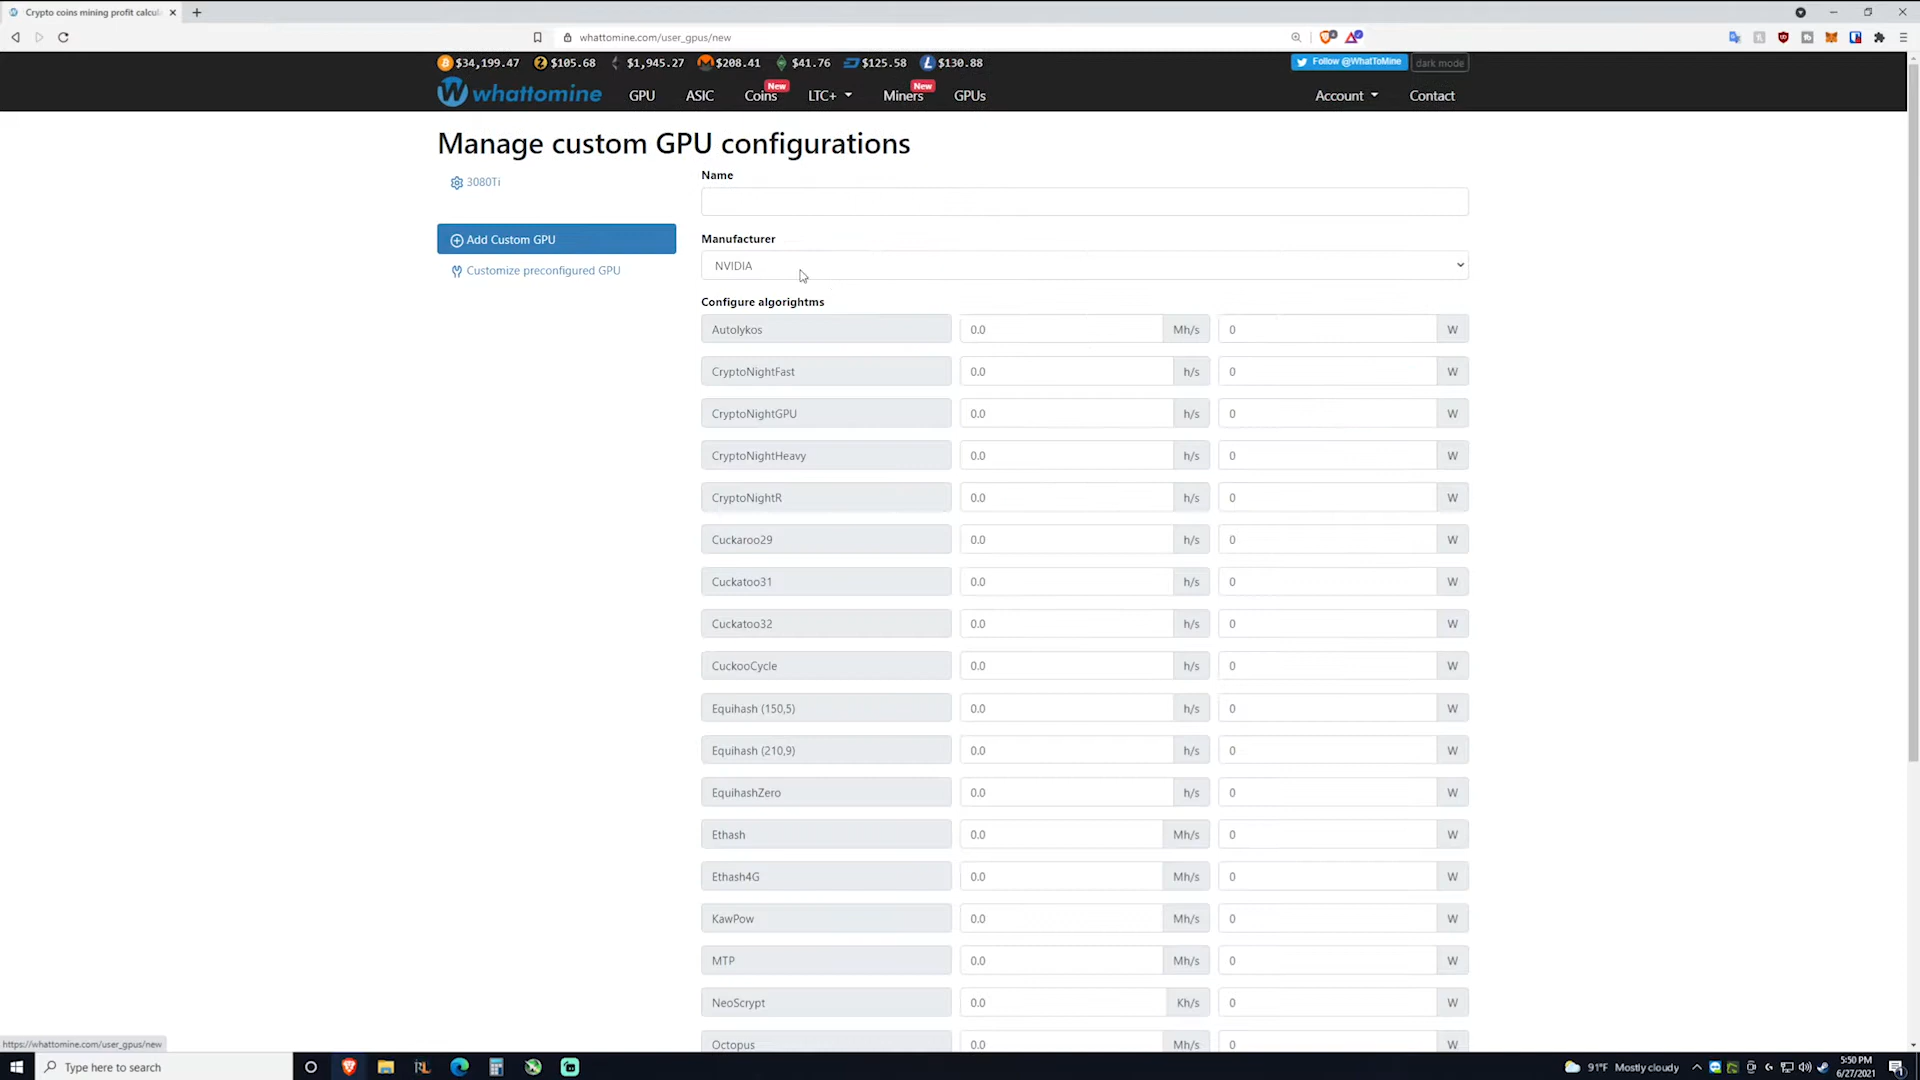 Crypto coins mining profit calcul
whattomine.com/user_gpus/new
$34,199.47 $105.68 $1,945.27 $208.41 $41.76 $125.58 $130.88
Follow @WhatToMine
dark mode
whattomine
GPU ASIC Coins New LTC+ Miners New GPUs
Account Contact
Manage custom GPU configurations
3080Ti
Add Custom GPU
Customize preconfigured GPU
Name
Manufacturer
NVIDIA
Configure algorightms
Autolykos 0.0 Mh/s 0 W
CryptoNightFast 0.0 h/s 0 W
CryptoNightGPU 0.0 h/s 0 W
CryptoNightHeavy 0.0 h/s 0 W
CryptoNightR 0.0 h/s 0 W
Cuckaroo29 0.0 h/s 0 W
Cuckatoo31 0.0 h/s 0 W
Cuckatoo32 0.0 h/s 0 W
CuckooCycle 0.0 h/s 0 W
Equihash (150,5) 0.0 h/s 0 W
Equihash (210,9) 0.0 h/s 0 W
EquihashZero 0.0 h/s 0 W
Ethash 0.0 Mh/s 0 W
Ethash4G 0.0 Mh/s 0 W
KawPow 0.0 Mh/s 0 W
MTP 0.0 Mh/s 0 W
NeoScrypt 0.0 Kh/s 0 W
Octopus 0.0 Mh/s 0 W
https://whattomine.com/user_gpus/new
Type here to search
91°F Mostly cloudy
5:50 PM
6/27/2021